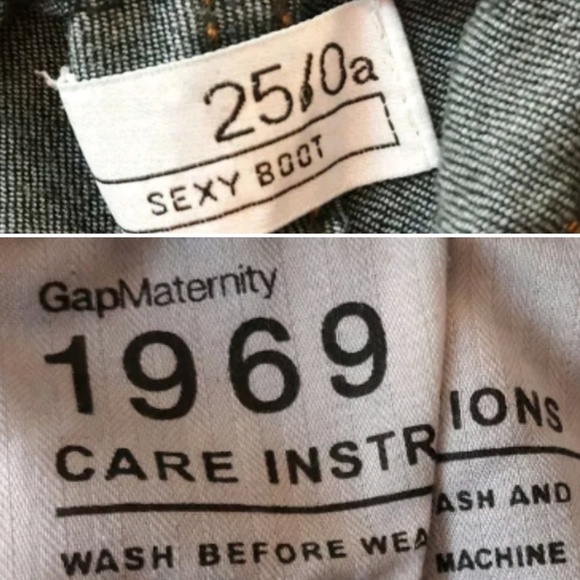 25/0a
SEXY BOOT
GapMaternity
1969
CARE INSTR IONS
WASH BEFORE WEA ASH AND
MACHINE